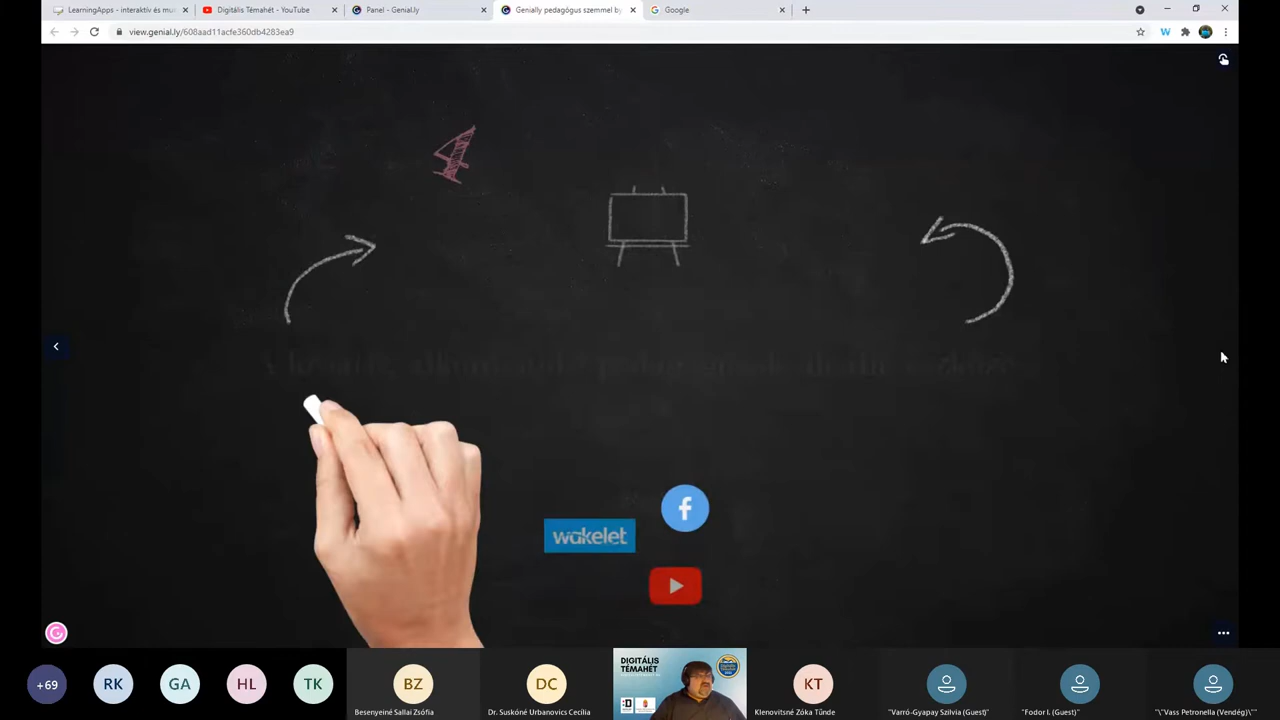 LearningApps - interaktív és mu
Digitális Témahét - YouTube
Panel - Genial.ly
Genially pedagógus szemmel by
Google
view.genial.ly/608aad11acfe360db4283ea9
wakelet
+69
RK
GA
HL
TK
BZ
DC
DIGITÁLIS
TÉMAHÉT
KT
Besenyeiné Sallai Zsófia
Dr. Suskóné Urbanovics Cecília
Klenovitsné Zóka Tünde
"Varró-Gyapay Szilvia (Guest)"
"Fodor I. (Guest)"
"\"Vass Petronella (Vendég)\"